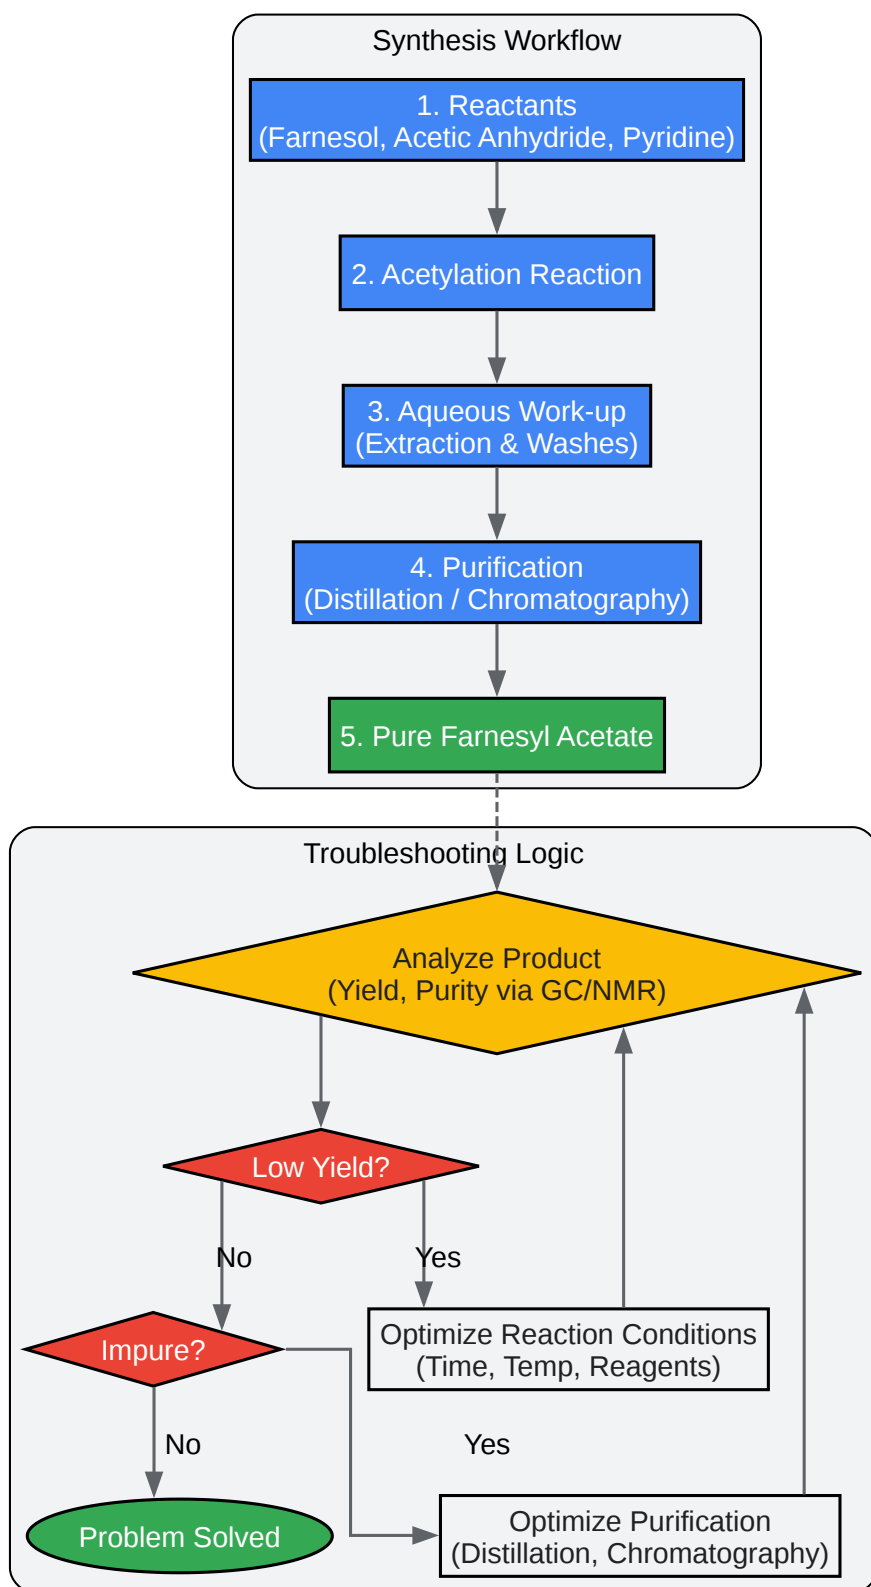 Synthesis Workflow
1. Reactants
(Farnesol, Acetic Anhydride, Pyridine)
2. Acetylation Reaction
3. Aqueous Work-up
(Extraction & Washes)
4. Purification
(Distillation / Chromatography)
5. Pure Farnesyl Acetate
Troubleshooting Logic
Analyze Product
(Yield, Purity via GC/NMR)
Low Yield?
No
Yes
Optimize Reaction Conditions
(Time, Temp, Reagents)
Impure?
No
Yes
Problem Solved
Optimize Purification
(Distillation, Chromatography)